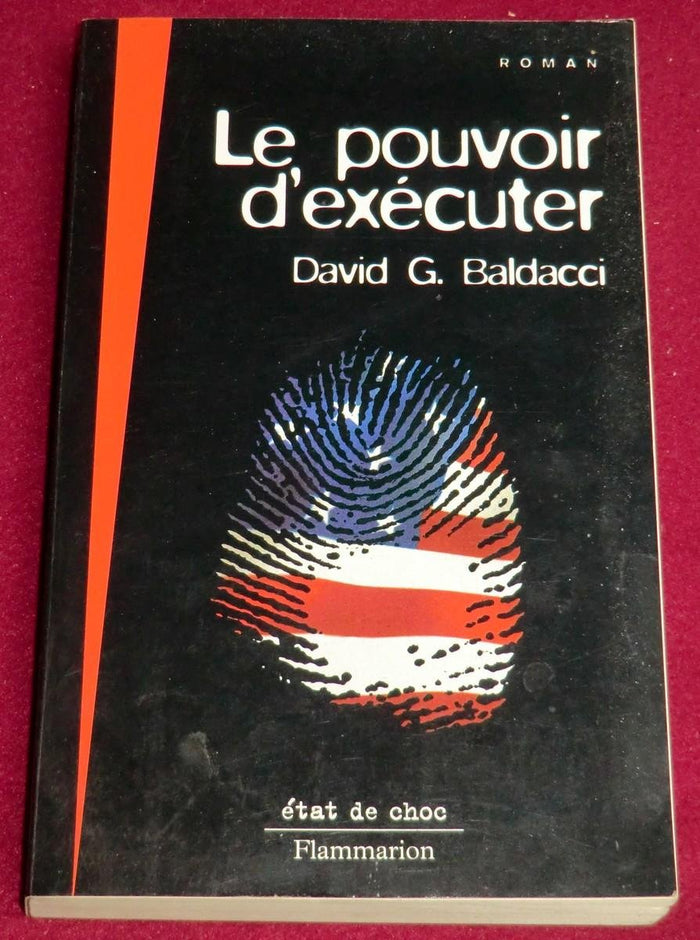 ROMAN
Le pouvoir
d'exécuter
David G. Baldacci
état de choc
Flammarion